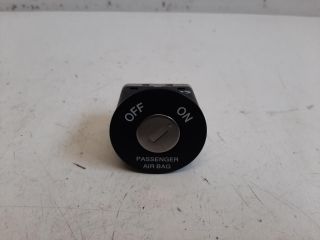 OFF ON
PASSENGER
AIR BAG